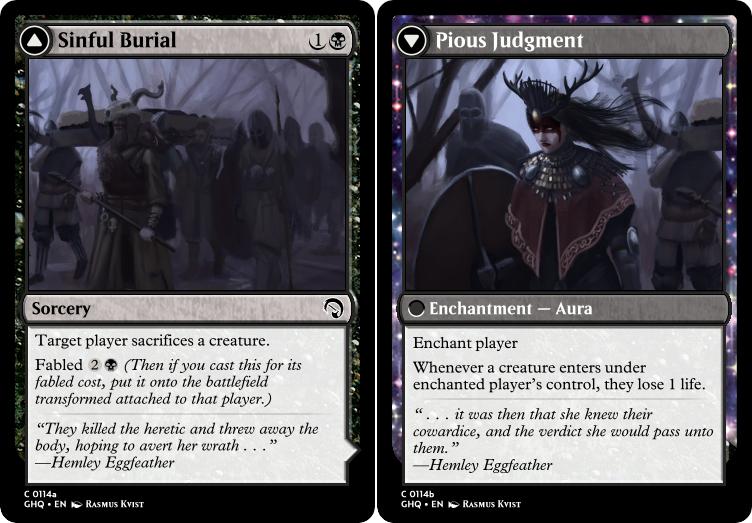 Sinful Burial
1
Sorcery
Target player sacrifices a creature.
Fabled 2 (Then if you cast this for its
fabled cost, put it onto the battlefield
transformed attached to that player.)
“They killed the heretic and threw away the
body, hoping to avert her wrath . . .”
—Hemley Eggfeather
C 0114a
GHQ • EN Rasmus Kvist
Pious Judgment
Enchantment — Aura
Enchant player
Whenever a creature enters under
enchanted player’s control, they lose 1 life.
“ . . . it was then that she knew their
cowardice, and the verdict she would pass unto
them.”
—Hemley Eggfeather
C 0114b
GHQ • EN Rasmus Kvist